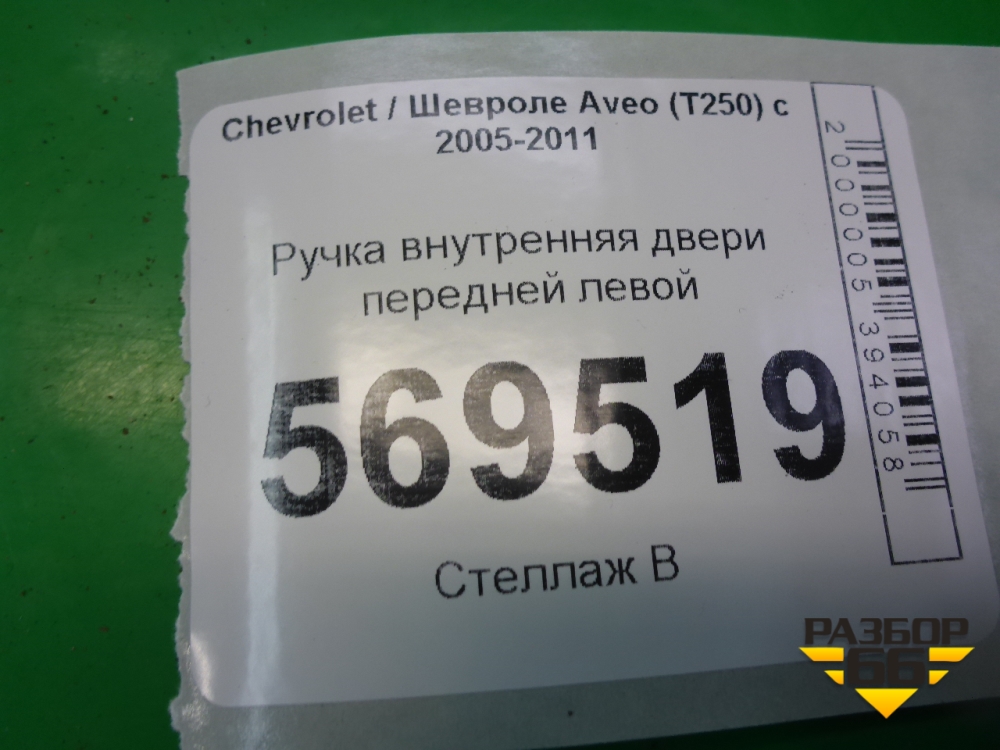 Chevrolet / Шевроле Aveo (T250) с
2005-2011
Ручка внутренняя двери
передней левой
569519
Стеллаж В
2000005394058
РАЗБОР
66